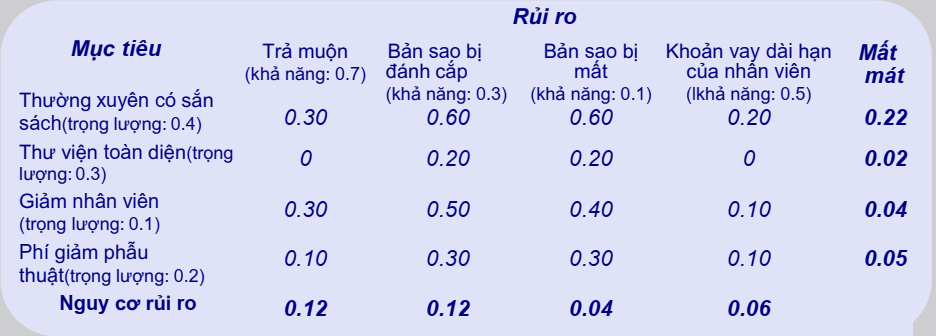 Rủi ro
Mục tiêu
Trả muộn
(khả năng: 0.7)
Bản sao bị
đánh cắp
(khả năng: 0.3)
Bản sao bị
mất
(khả năng: 0.1)
Khoản vay dài hạn
của nhân viên
(lkhả năng: 0.5)
Mất
mát
Thường xuyên có sắn
sách(trọng lượng: 0.4)
0.30 0.60 0.60 0.20 0.22
Thư viện toàn diện(trọng
lượng: 0.3)
0 0.20 0.20 0 0.02
Giảm nhân viên
(trọng lượng: 0.1)
0.30 0.50 0.40 0.10 0.04
Phí giảm phẫu
thuật(trọng lượng: 0.2)
0.10 0.30 0.30 0.10 0.05
Nguy cơ rủi ro 0.12 0.12 0.04 0.06